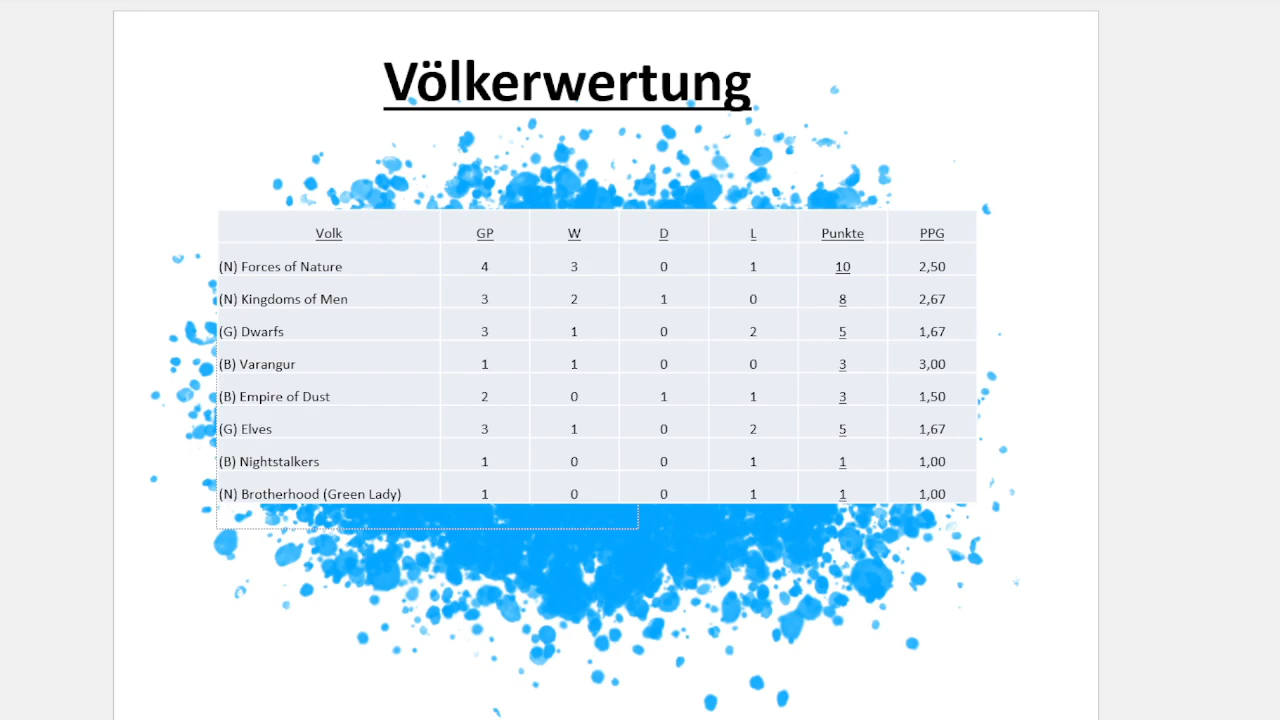 Völkerwertung
Volk GP W D L Punkte PPG
(N) Forces of Nature 4 3 0 1 10 2,50
(N) Kingdoms of Men 3 2 1 0 8 2,67
(G) Dwarfs 3 1 0 2 5 1,67
(B) Varangur 1 1 0 0 3 3,00
(B) Empire of Dust 2 0 1 1 3 1,50
(G) Elves 3 1 0 2 5 1,67
(B) Nightstalkers 1 0 0 1 1 1,00
(N) Brotherhood (Green Lady) 1 0 0 1 1 1,00